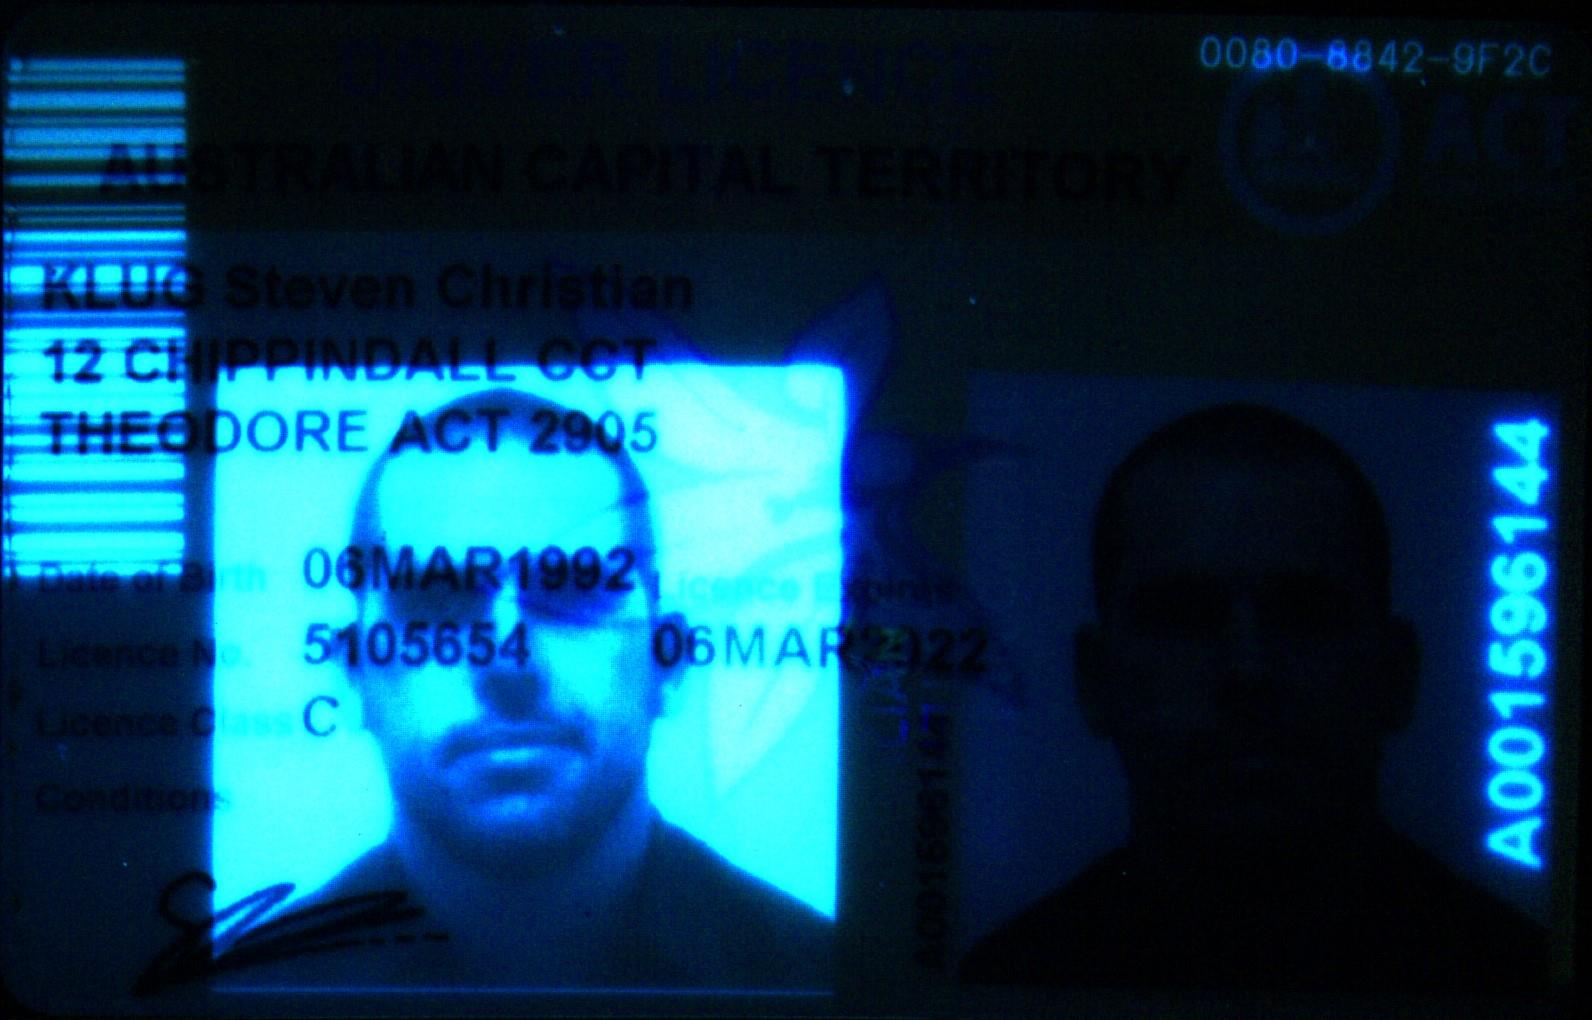 DRIVER LICENCE
0080-8842-9F2C
ACT
AUSTRALIAN CAPITAL TERRITORY
KLUG Steven Christian
12 CHIPPINDALL CCT
THEODORE ACT 2905
Date of Birth 06MAR1992 Licence Expires
Licence No. 5105654 06MAR2022
Licence Class C
Conditions
A001596144
A001596144